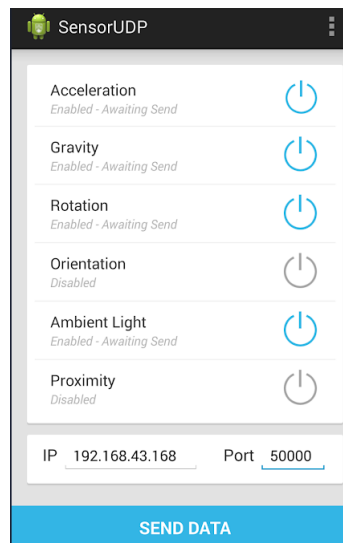 SensorUDP
Acceleration
Enabled - Awaiting Send
Gravity
Enabled - Awaiting Send
Rotation
Enabled - Awaiting Send
Orientation
Disabled
Ambient Light
Enabled - Awaiting Send
Proximity
Disabled
IP 192.168.43.168 Port 50000
SEND DATA